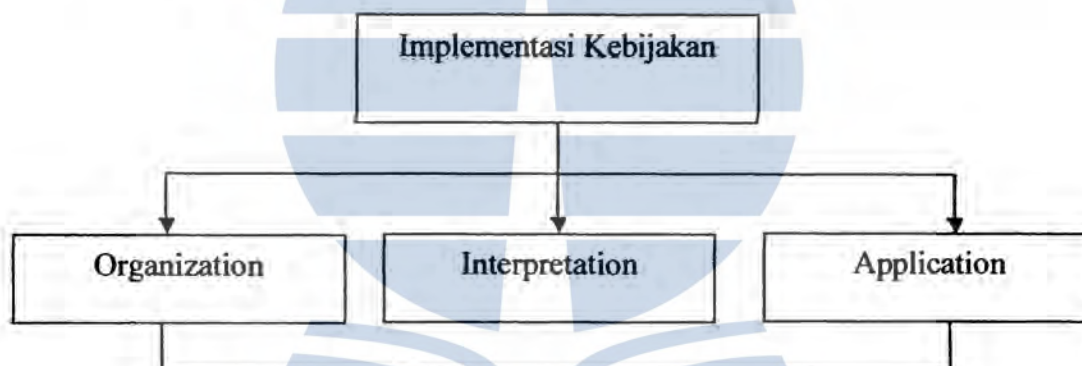 Implementasi Kebijakan
Organization
Interpretation
Application